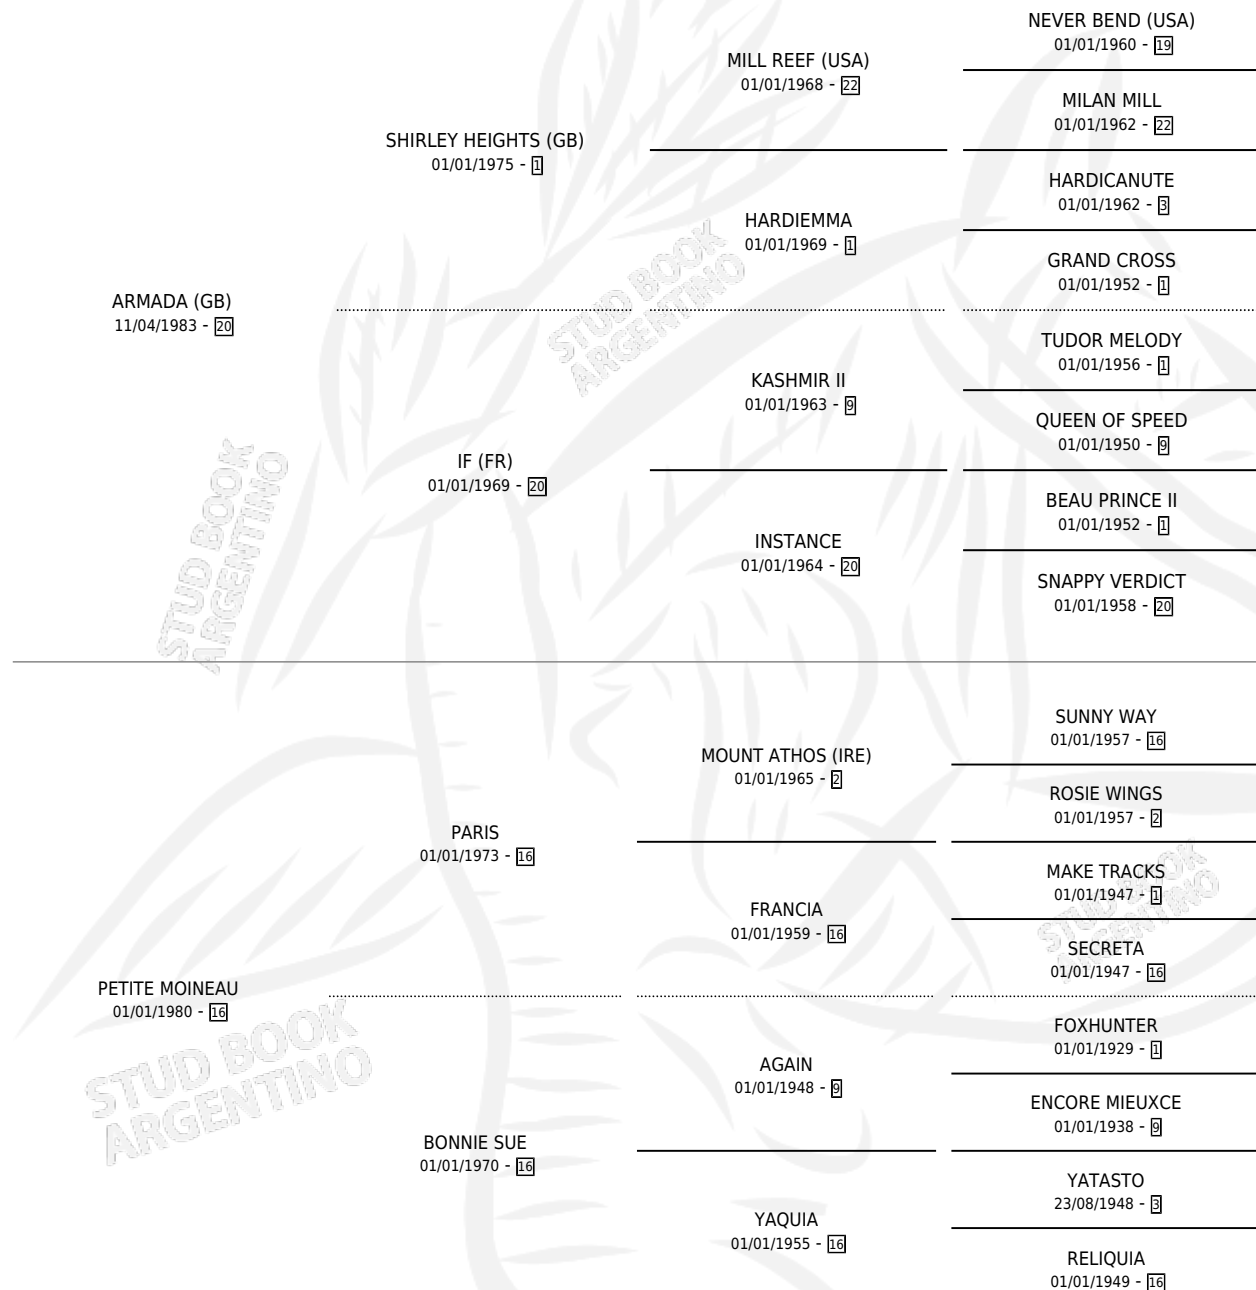 NEVER BEND (USA)
01/01/1960 - 19
MILL REEF (USA)
01/01/1968 - 22
MILAN MILL
01/01/1962 - 22
SHIRLEY HEIGHTS (GB)
01/01/1975 - 1
HARDICANUTE
01/01/1962 - 3
HARDIEMMA
01/01/1969 - 1
GRAND CROSS
01/01/1952 - 1
ARMADA (GB)
11/04/1983 - 20
TUDOR MELODY
01/01/1956 - 1
KASHMIR II
01/01/1963 - 9
QUEEN OF SPEED
01/01/1950 - 9
IF (FR)
01/01/1969 - 20
BEAU PRINCE II
01/01/1952 - 1
INSTANCE
01/01/1964 - 20
SNAPPY VERDICT
01/01/1958 - 20
SUNNY WAY
01/01/1957 - 16
MOUNT ATHOS (IRE)
01/01/1965 - 2
ROSIE WINGS
01/01/1957 - 2
PARIS
01/01/1973 - 16
MAKE TRACKS
01/01/1947 - 1
FRANCIA
01/01/1959 - 16
SECRETA
01/01/1947 - 16
PETITE MOINEAU
01/01/1980 - 16
FOXHUNTER
01/01/1929 - 1
AGAIN
01/01/1948 - 9
ENCORE MIEUXCE
01/01/1938 - 9
BONNIE SUE
01/01/1970 - 16
YATASTO
23/08/1948 - 3
YAQUIA
01/01/1955 - 16
RELIQUIA
01/01/1949 - 16
STUD BOOK
ARGENTINO
STUD BOOK
ARGENTINO
STUD BOOK
ARGENTINO
STUD BOOK
ARGENTINO